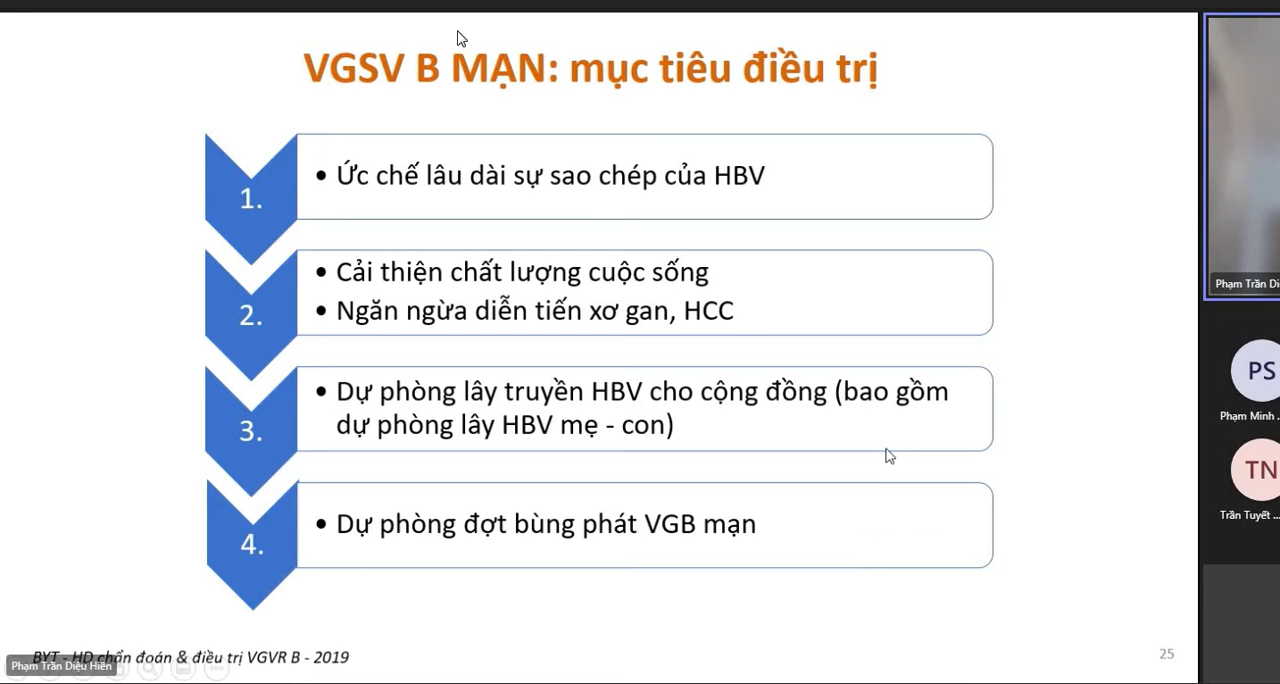 VGSV B MẠN: mục tiêu điều trị
1.
• Ức chế lâu dài sự sao chép của HBV
2.
• Cải thiện chất lượng cuộc sống
• Ngăn ngừa diễn tiến xơ gan, HCC
3.
• Dự phòng lây truyền HBV cho cộng đồng (bao gồm
dự phòng lây HBV mẹ - con)
4.
• Dự phòng đợt bùng phát VGB mạn
BYT - HD chẩn đoán & điều trị VGVR B - 2019
Phạm Trần Diệu Hiền
25
Phạm Trần Di
PS
Phạm Minh ...
TN
Trần Tuyết ...